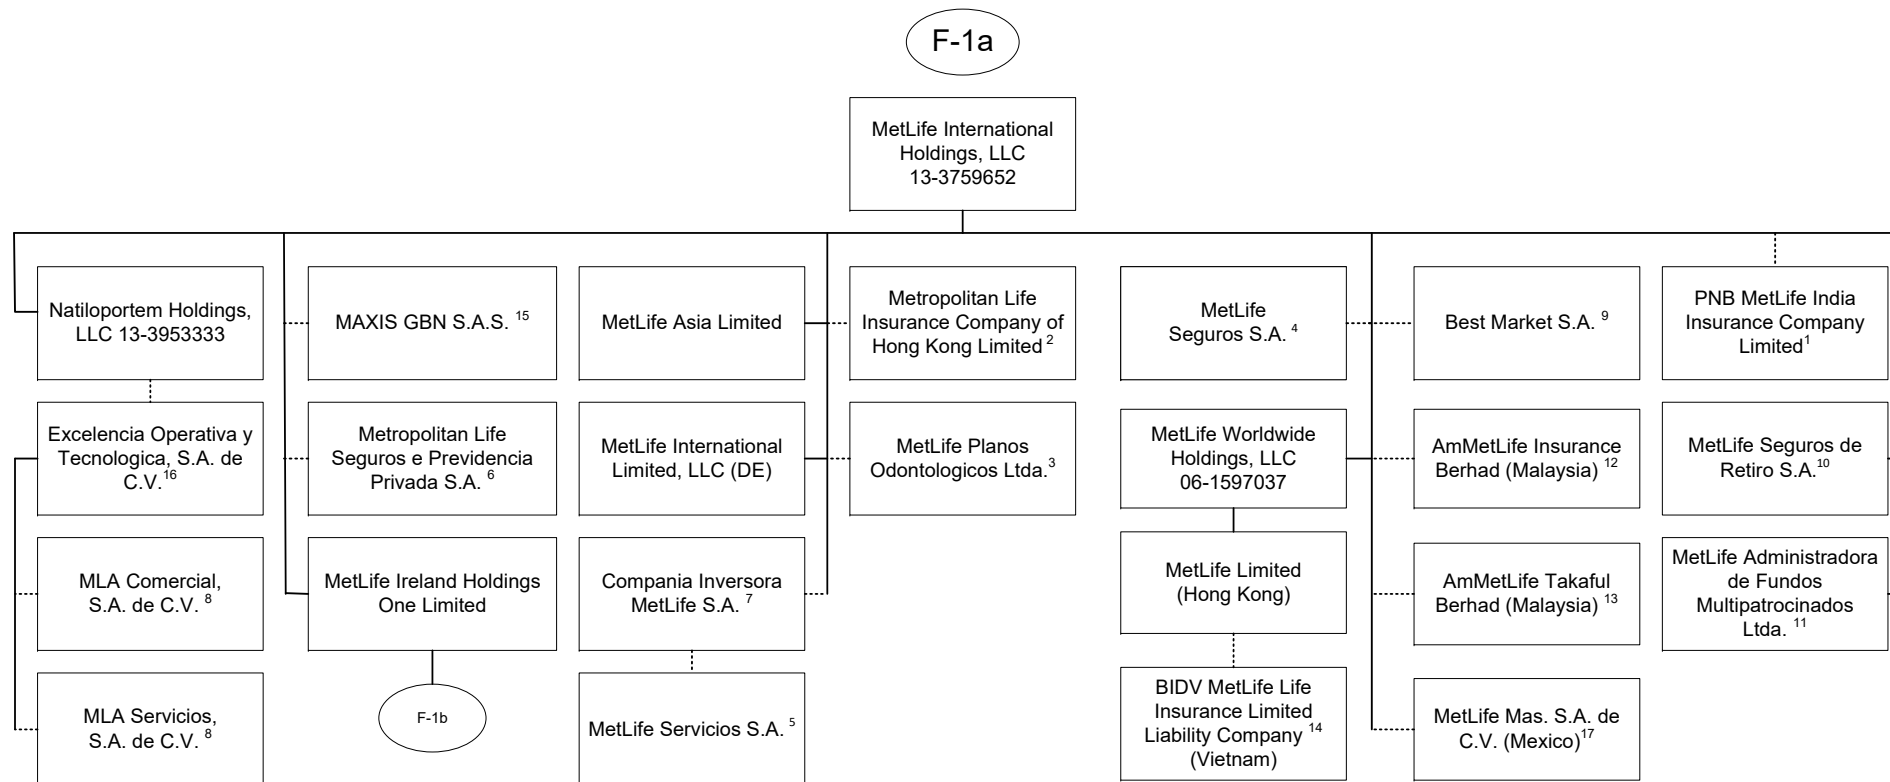 F-1a
MetLife International
Holdings, LLC
13-3759652
Natiloportem Holdings,
LLC 13-3953333
MAXIS GBN S.A.S. 15
MetLife Asia Limited
Metropolitan Life
Insurance Company of
Hong Kong Limited 2
MetLife
Seguros S.A. 4
Best Market S.A. 9
PNB MetLife India
Insurance Company
Limited1
Excelencia Operativa y
Tecnologica, S.A. de
C.V.16
Metropolitan Life
Seguros e Previdencia
Privada S.A. 6
MetLife International
Limited, LLC (DE)
MetLife Planos
Odontologicos Ltda.3
MetLife Worldwide
Holdings, LLC
06-1597037
AmMetLife Insurance
Berhad (Malaysia) 12
MetLife Seguros de
Retiro S.A.10
MLA Comercial,
S.A. de C.V. 8
MetLife Ireland Holdings
One Limited
Compania Inversora
MetLife S.A. 7
MetLife Limited
(Hong Kong)
AmMetLife Takaful
Berhad (Malaysia) 13
MetLife Administradora
de Fundos
Multipatrocinados
Ltda. 11
MLA Servicios,
S.A. de C.V. 8
F-1b
MetLife Servicios S.A. 5
BIDV MetLife Life
Insurance Limited
Liability Company 14
(Vietnam)
MetLife Mas. S.A. de
C.V. (Mexico)17